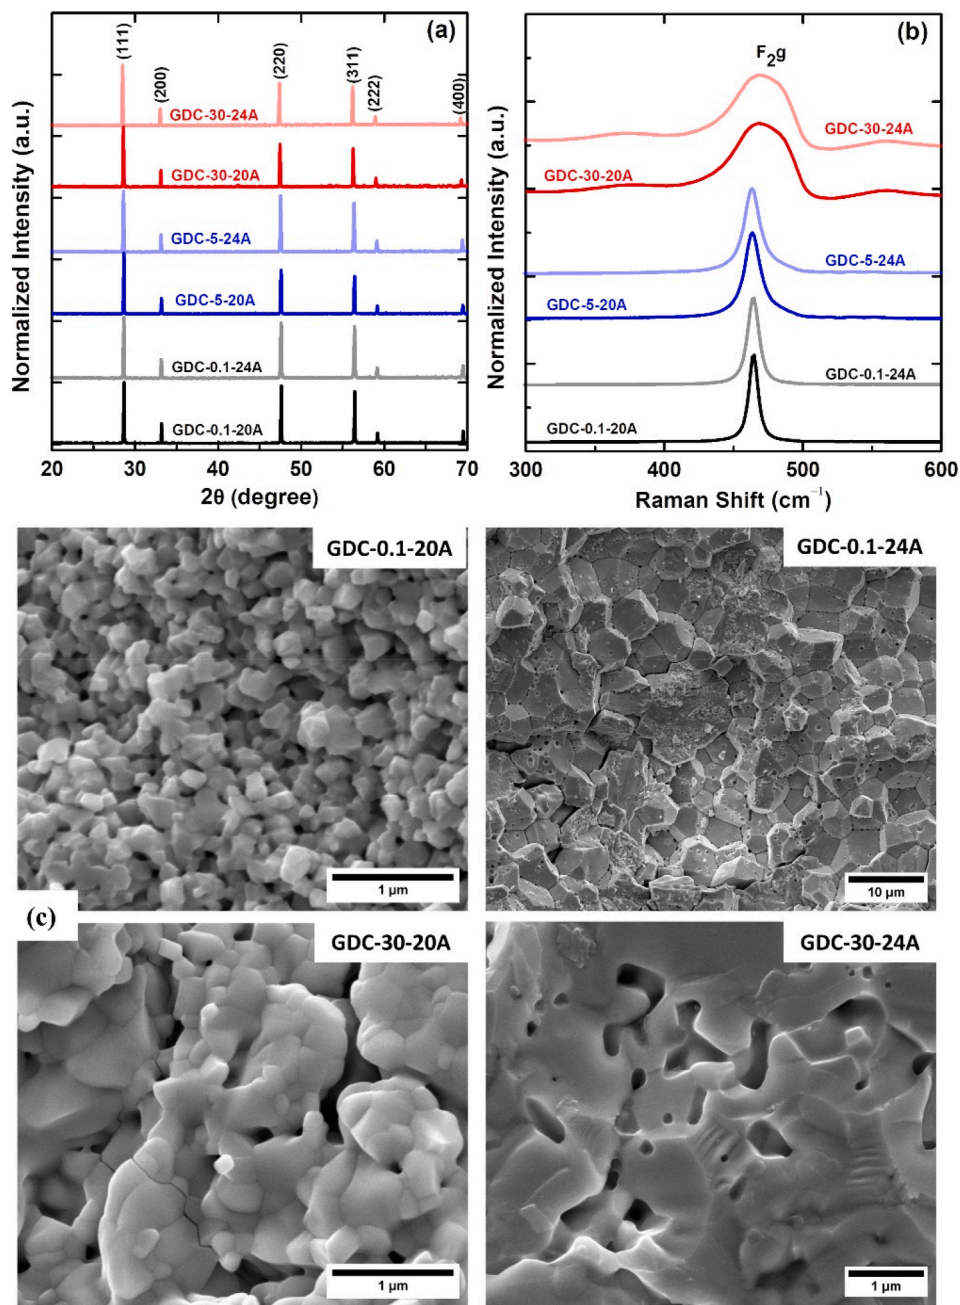 (a)
(111)
(200)
(220)
(311)
(222)
(400)
GDC-30-24A
GDC-30-20A
GDC-5-24A
GDC-5-20A
GDC-0.1-24A
GDC-0.1-20A
Normalized Intensity (a.u.)
20 30 40 50 60 70
2θ (degree)
(b)
F2g
GDC-30-24A
GDC-30-20A
GDC-5-24A
GDC-5-20A
GDC-0.1-24A
GDC-0.1-20A
Normalized Intensity (a.u.)
300 400 500 600
Raman Shift (cm⁻¹)
(c)
GDC-0.1-20A
1 µm
GDC-0.1-24A
10 µm
GDC-30-20A
1 µm
GDC-30-24A
1 µm